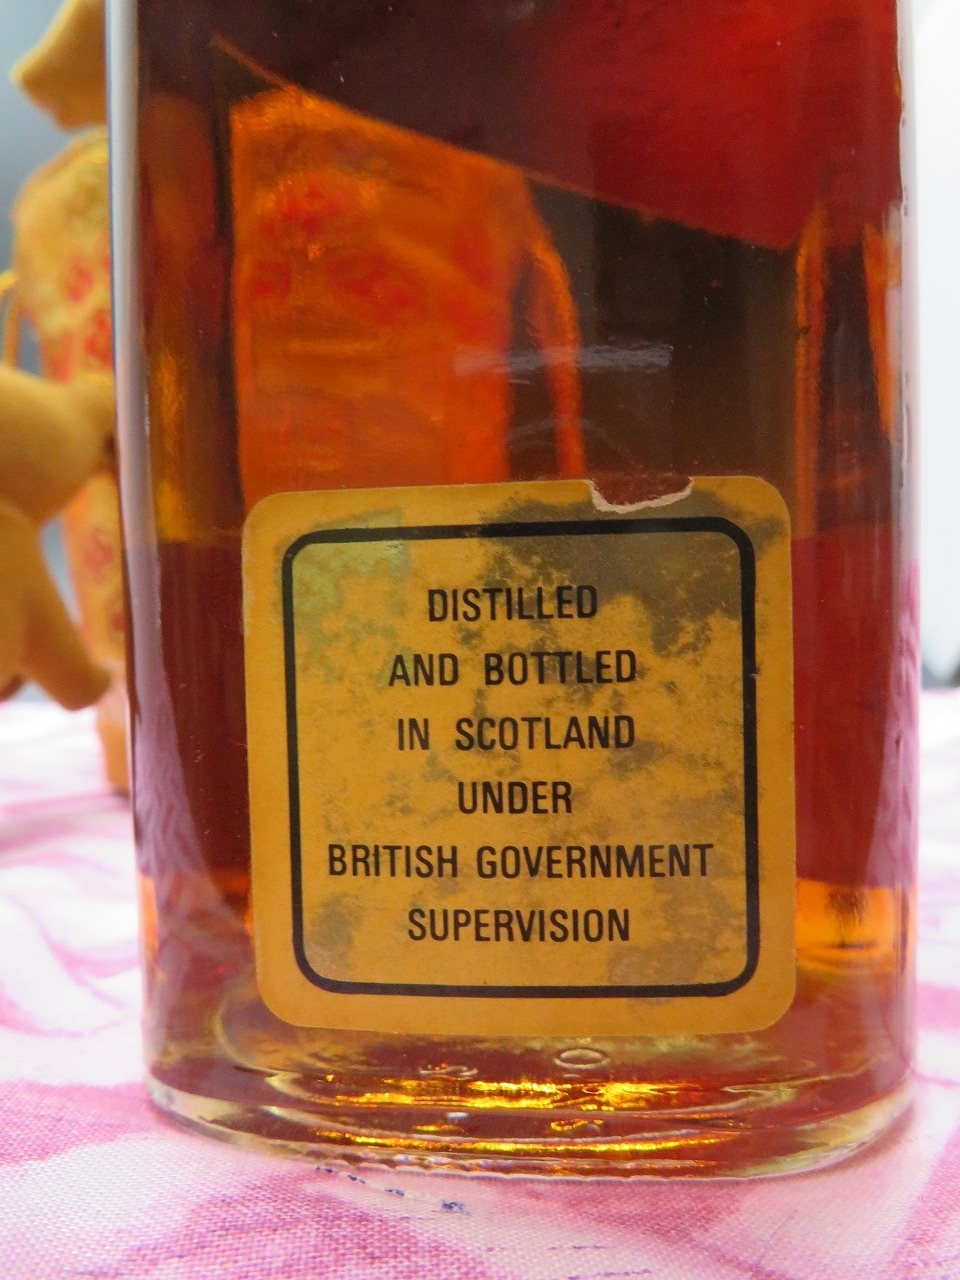 DISTILLED
AND BOTTLED
IN SCOTLAND
UNDER
BRITISH GOVERNMENT
SUPERVISION